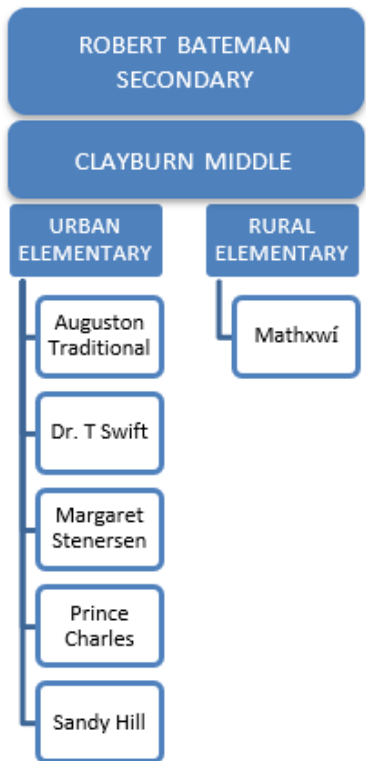 ROBERT BATEMAN
SECONDARY
CLAYBURN MIDDLE
URBAN
ELEMENTARY
Auguston
Traditional
Dr. T Swift
Margaret
Stenersen
Prince
Charles
Sandy Hill
RURAL
ELEMENTARY
Mathxwí